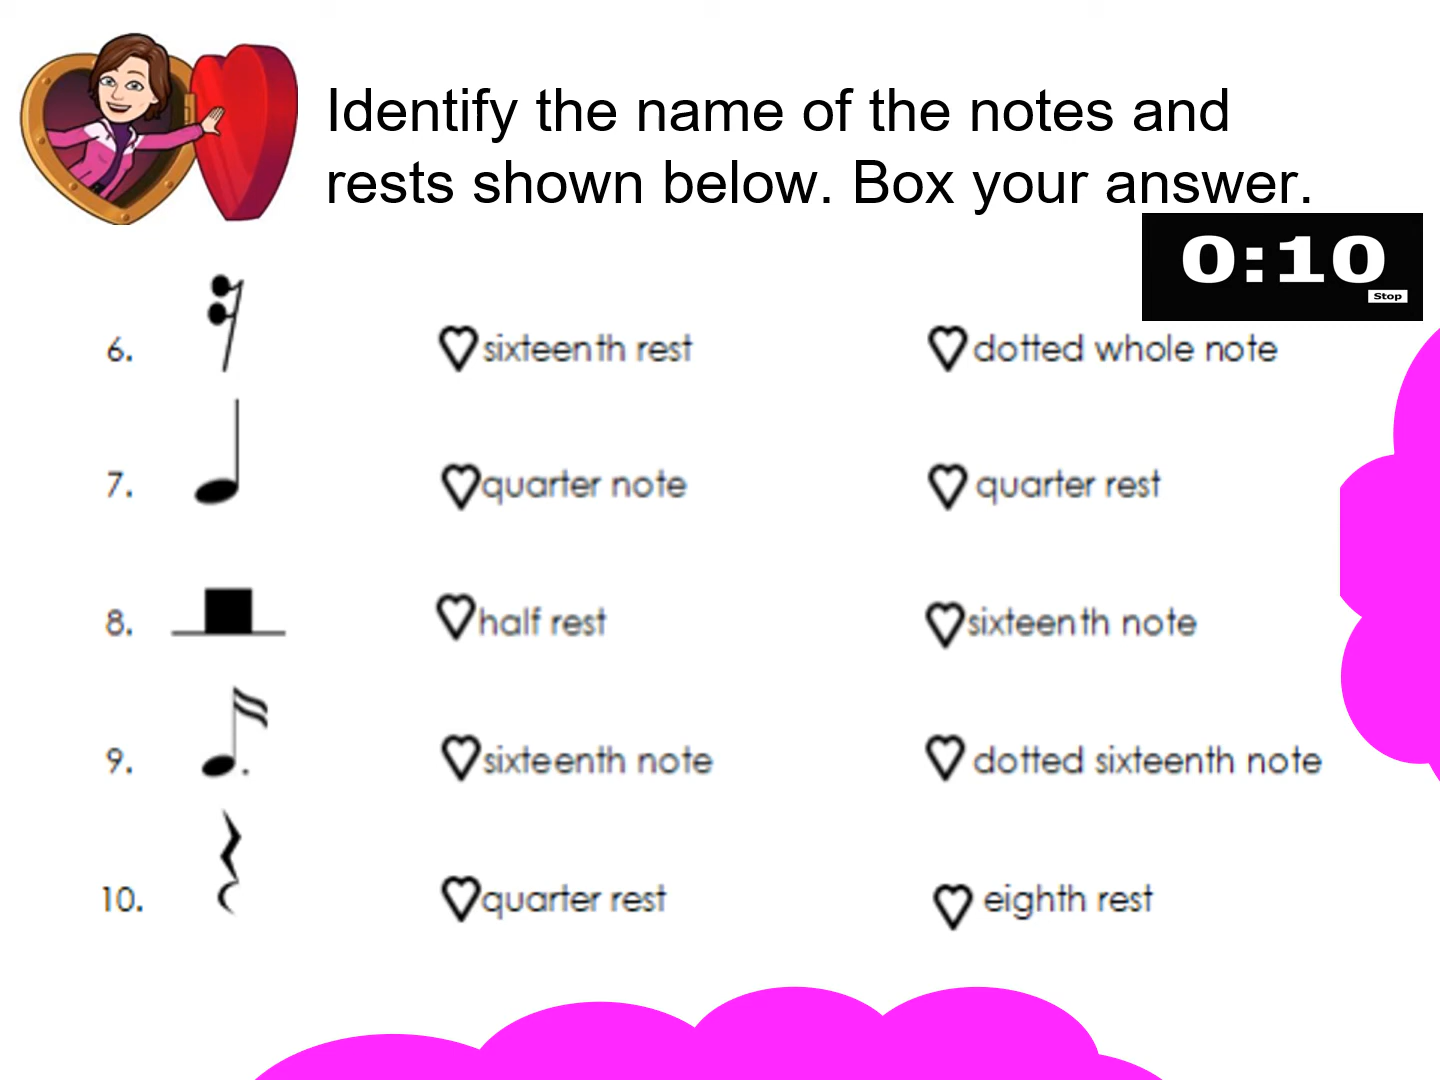 Identify the name of the notes and
rests shown below. Box your answer.
0:10
Stop
6. sixteenth rest dotted whole note
7. quarter note quarter rest
8. half rest sixteenth note
9. sixteenth note dotted sixteenth note
10. quarter rest eighth rest